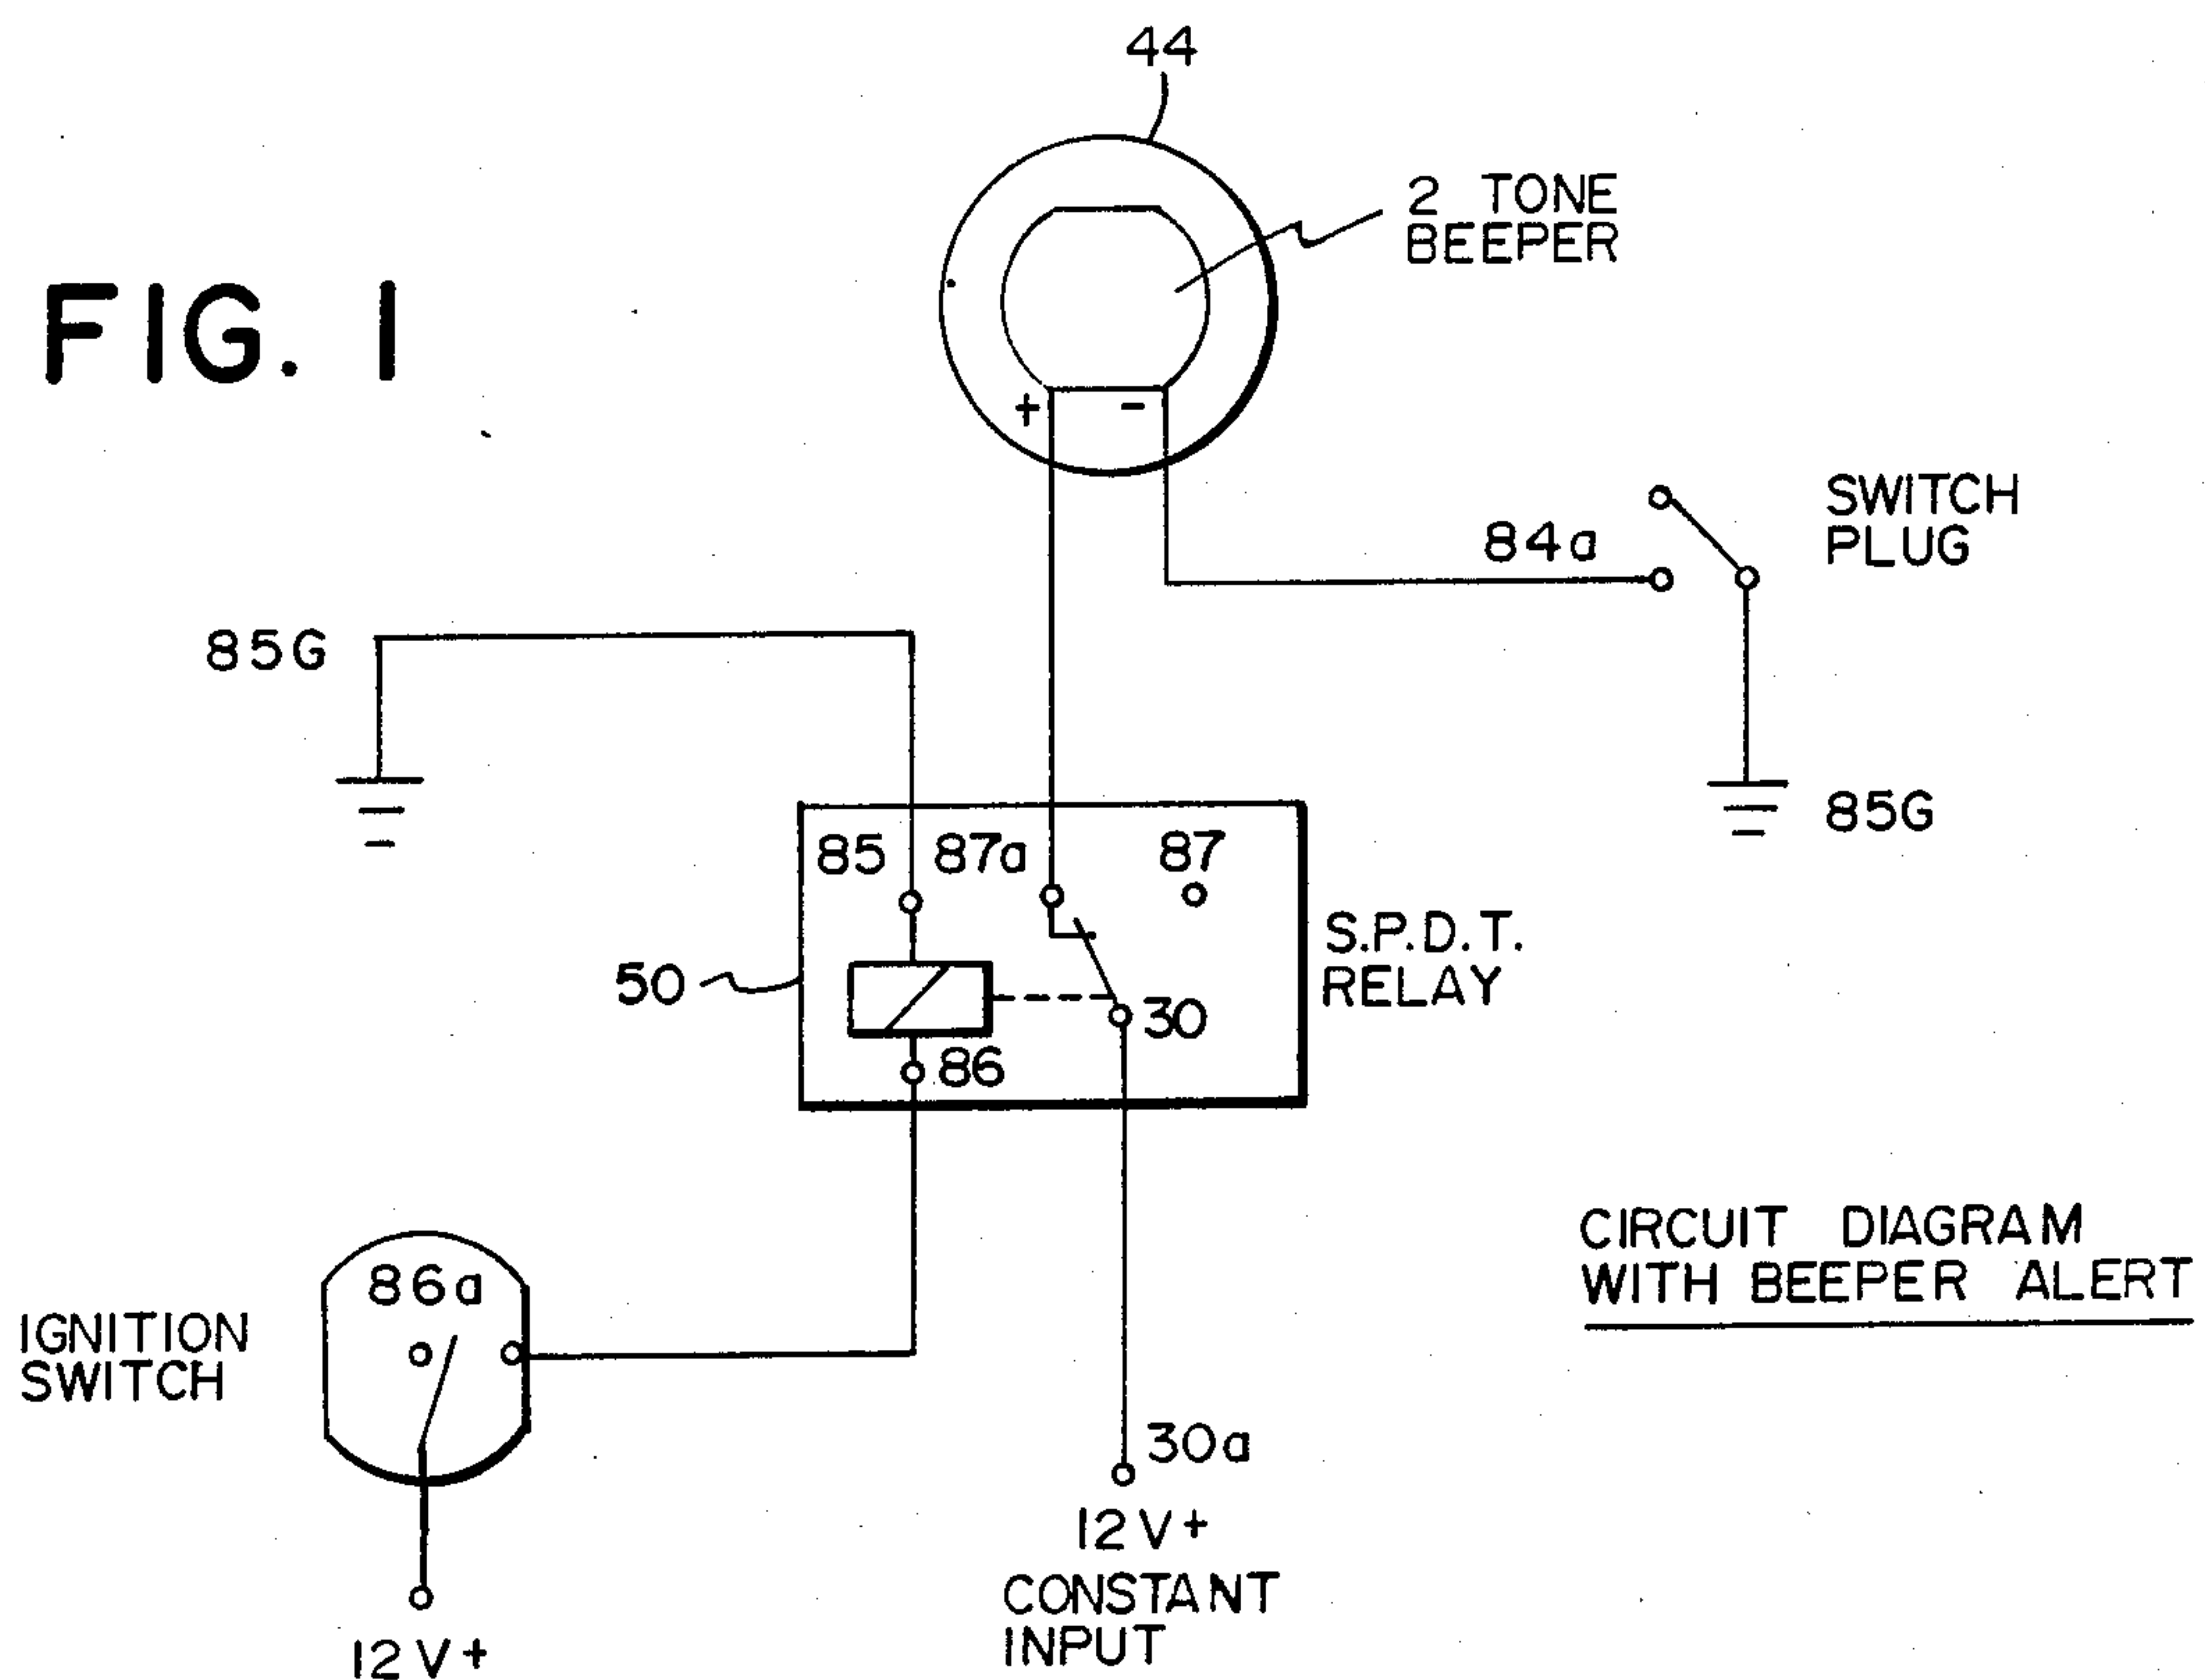 44
2 TONE
BEEPER
FIG. 1
+ -
SWITCH
PLUG
84a
85G
85G
85 87a 87
S.P.D.T.
RELAY
50
30
86
CIRCUIT DIAGRAM
WITH BEEPER ALERT
86a
IGNITION
SWITCH
30a
12V+
CONSTANT
INPUT
12V+